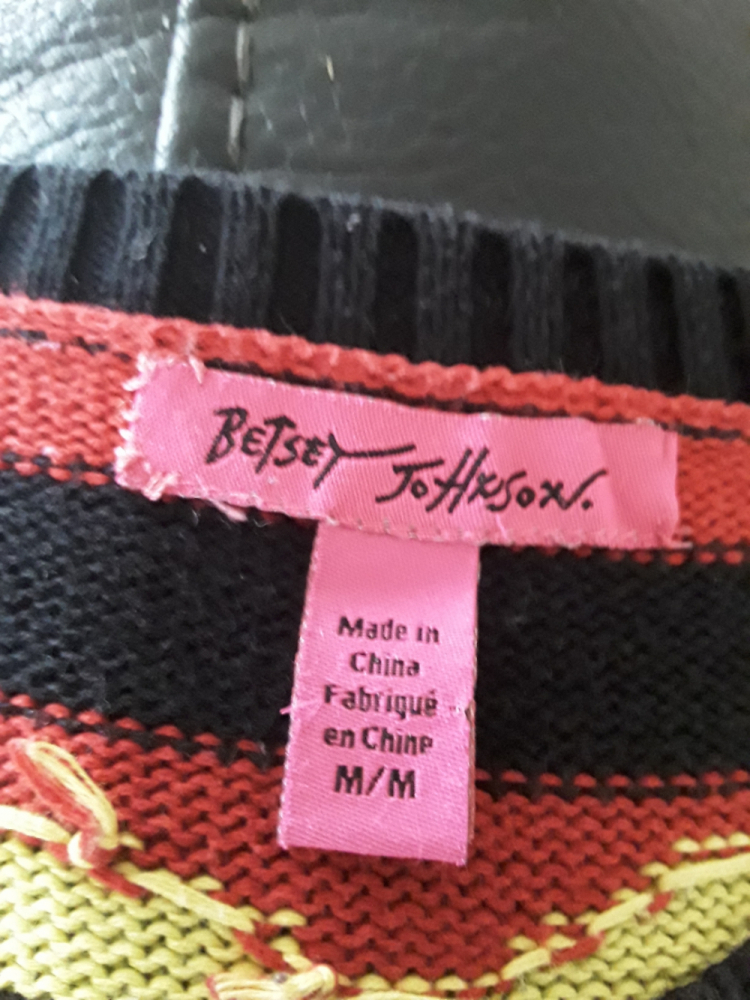 BETSEY JOHNSON.
Made in
China
Fabriqué
en Chine
M/M